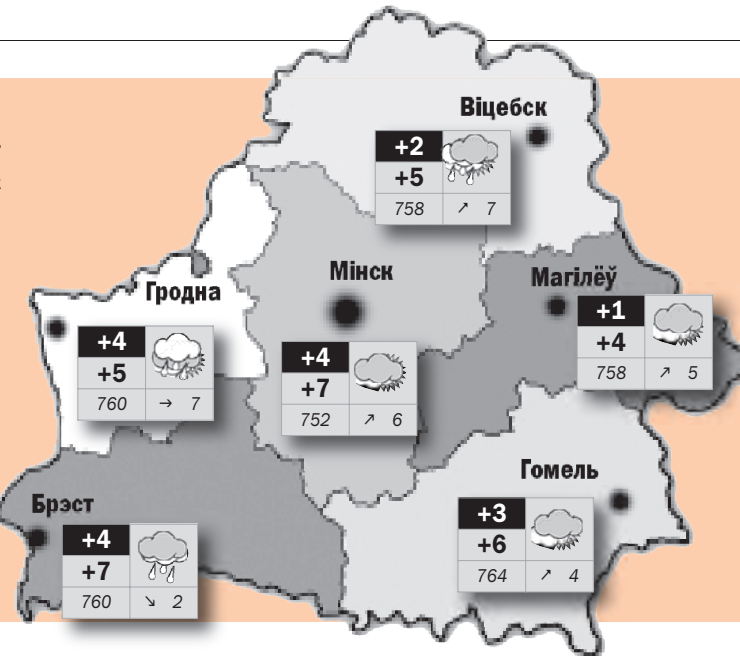 Віцебск
+2
+5
758 ↗ 7
Мінск
+4
+7
752 ↗ 6
Магілёў
+1
+4
758 ↗ 5
Гродна
+4
+5
760 → 7
Гомель
+3
+6
764 ↗ 4
Брэст
+4
+7
760 ↘ 2